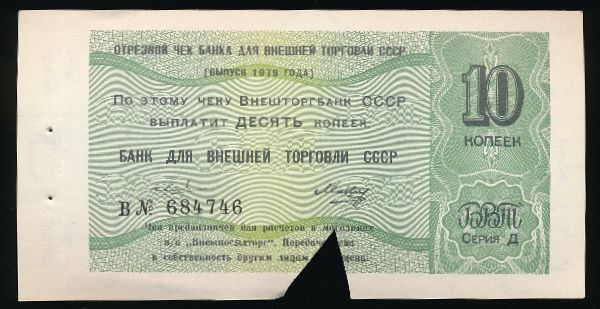 ОТРЕЗНОЙ ЧЕК БАНКА ДЛЯ ВНЕШНЕЙ ТОРГОВЛИ СССР
(ВЫПУСК 1979 ГОДА)
ПО ЭТОМУ ЧЕКУ ВНЕШТОРГБАНК СССР
ВЫПЛАТИТ ДЕСЯТЬ КОПЕЕК
БАНК ДЛЯ ВНЕШНЕЙ ТОРГОВЛИ СССР
В № 684746
Чек предназначен для расчетов в магазинах
в/о „Внешпосылторг". Передача
в собственность другим лицам
10
КОПЕЕК
БВТ
СЕРИЯ Д